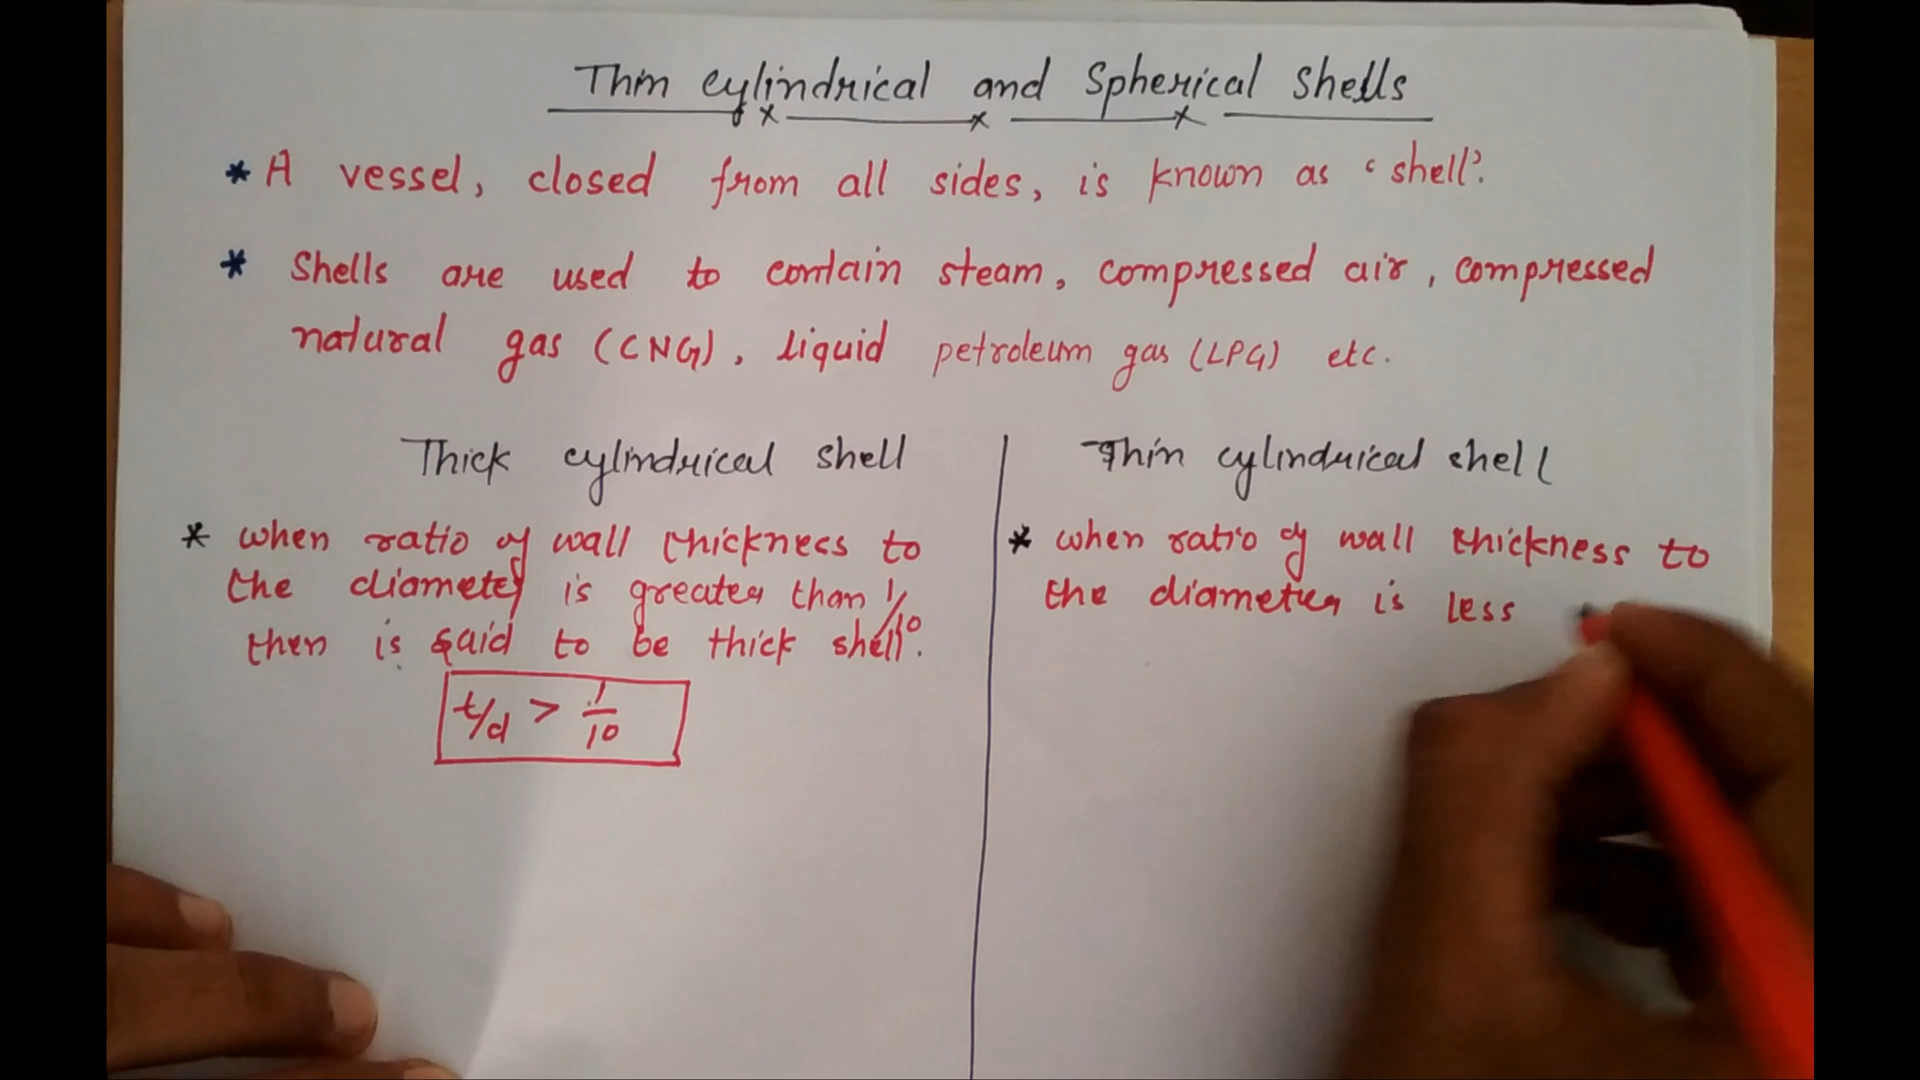 Thin cylindrical and Spherical Shells
* A vessel, closed from all sides, is known as 'shell'.
* Shells are used to contain steam, compressed air, compressed
natural gas (CNG), liquid petroleum gas (LPG) etc.
Thick cylindrical shell
* when ratio of wall thickness to
the diameter is greater than 1/10
then is said to be thick shell.
t/d > 1/10
Thin cylindrical shell
* when ratio of wall thickness to
the diameter is less